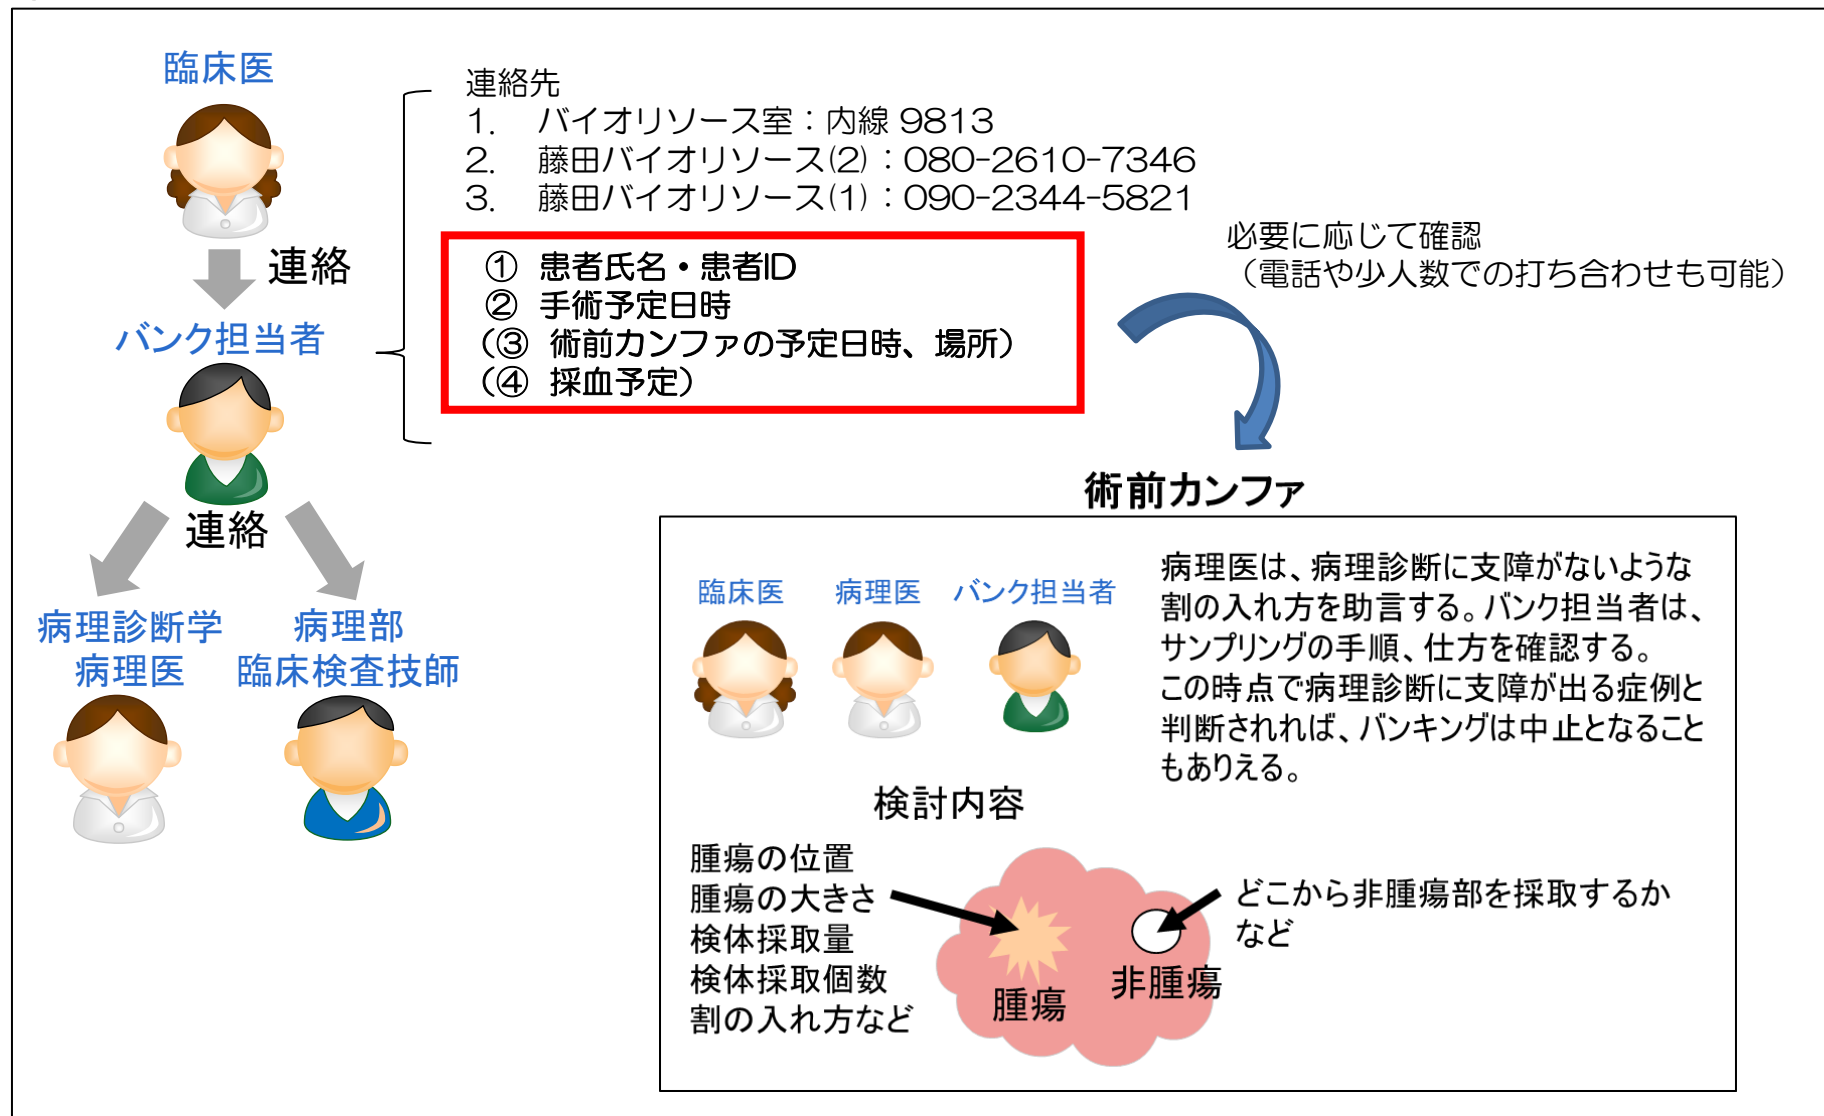 臨床医
連絡
バンク担当者
連絡
病理診断学
病理医
病理部
臨床検査技師
連絡先
1. バイオリソース室：内線 9813
2. 藤田バイオリソース(2)：080-2610-7346
3. 藤田バイオリソース(1)：090-2344-5821
① 患者氏名・患者ID
② 手術予定日時
（③ 術前カンファの予定日時、場所）
（④ 採血予定）
必要に応じて確認
（電話や少人数での打ち合わせも可能）
術前カンファ
臨床医
病理医
バンク担当者
病理医は、病理診断に支障がないような
割の入れ方を助言する。バンク担当者は、
サンプリングの手順、仕方を確認する。
この時点で病理診断に支障が出る症例と
判断されれば、バンキングは中止となること
もありえる。
検討内容
腫瘍の位置
腫瘍の大きさ
検体採取量
検体採取個数
割の入れ方など
腫瘍
非腫瘍
どこから非腫瘍部を採取するか
など